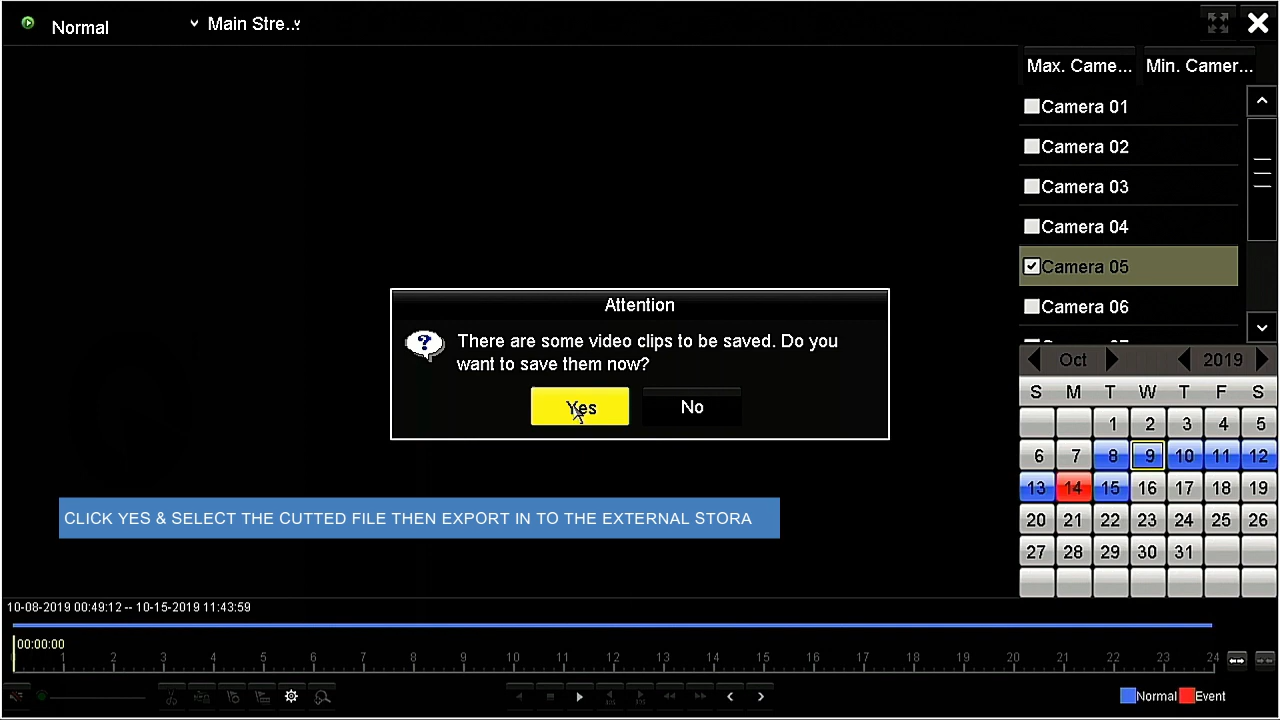 Normal
Main Stre...
Max. Came...
Min. Camer...
Camera 01
Camera 02
Camera 03
Camera 04
Camera 05
Camera 06
Attention
?
There are some video clips to be saved. Do you
want to save them now?
Yes
No
Oct
2019
S M T W T F S
1 2 3 4 5
6 7 8 9 10 11 12
13 14 15 16 17 18 19
20 21 22 23 24 25 26
27 28 29 30 31
CLICK YES & SELECT THE CUTTED FILE THEN EXPORT IN TO THE EXTERNAL STORA
10-08-2019 00:49:12 -- 10-15-2019 11:43:59
00:00:00
1 2 3 4 5 6 7 8 9 10 11 12 13 14 15 16 17 18 19 20 21 22 23 24
Normal
Event